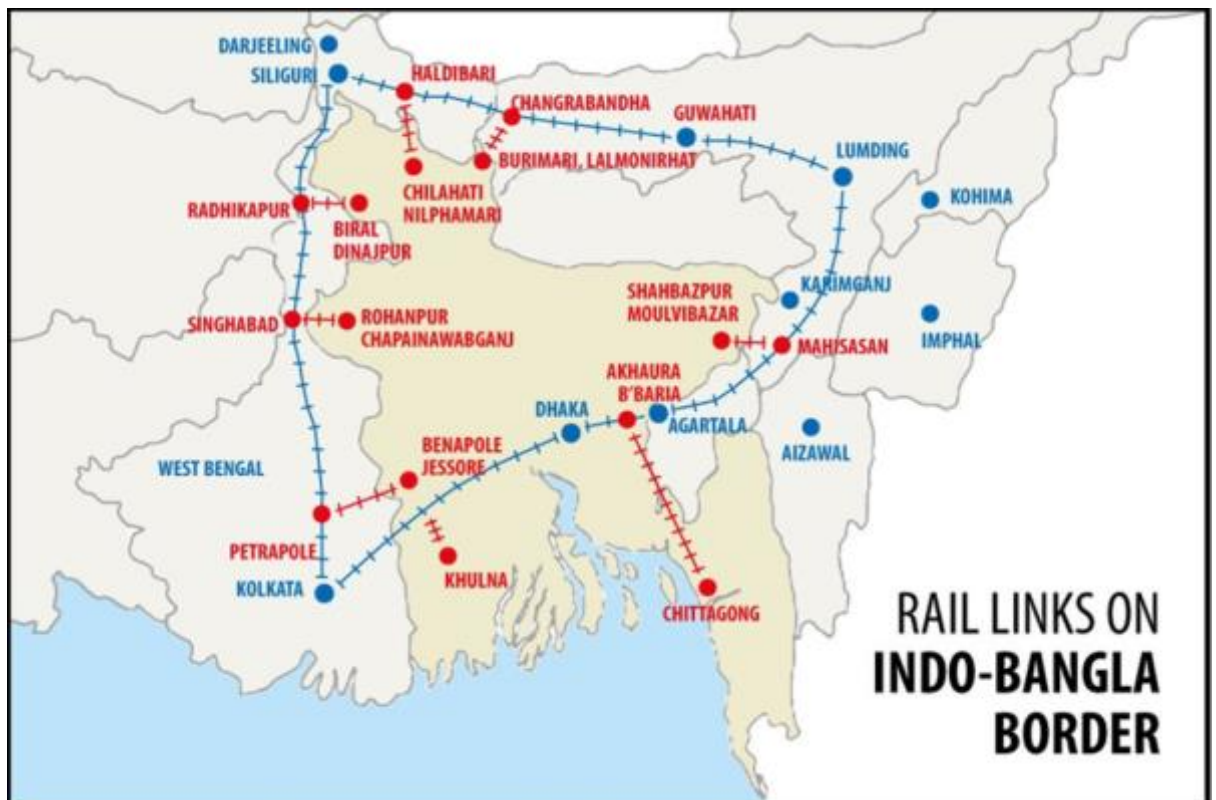 DARJEELING
SILIGURI
HALDIBARI
CHANGRABANDHA
GUWAHATI
LUMDING
BURIMARI, LALMONIRHAT
CHILAHATI
NILPHAMARI
KOHIMA
RADHIKAPUR
BIRAL
DINAJPUR
SHAHBAZPUR
MOULVIBAZAR
KARIMGANJ
SINGHABAD
ROHANPUR
CHAPAINAWABGANJ
MAHISASAN
IMPHAL
AKHAURA
B'BARIA
DHAKA
AGARTALA
BENAPOLE
JESSORE
AIZAWAL
WEST BENGAL
PETRAPOLE
KOLKATA
KHULNA
CHITTAGONG
RAIL LINKS ON
INDO-BANGLA
BORDER